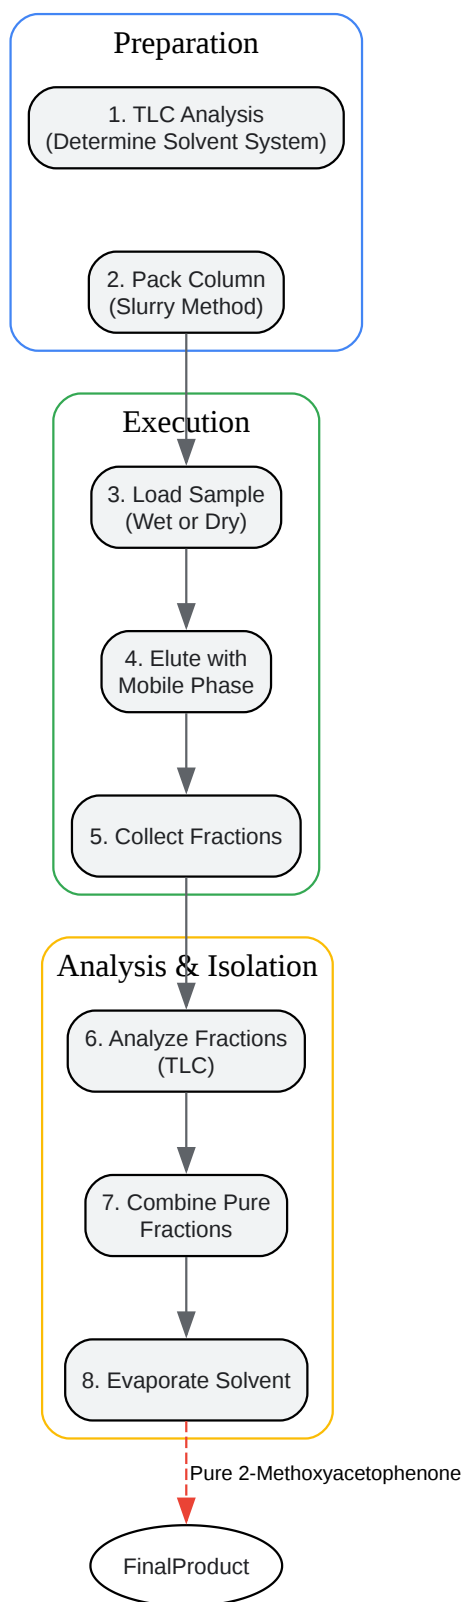 Preparation
1. TLC Analysis
(Determine Solvent System)
2. Pack Column
(Slurry Method)
Execution
3. Load Sample
(Wet or Dry)
4. Elute with
Mobile Phase
5. Collect Fractions
Analysis & Isolation
6. Analyze Fractions
(TLC)
7. Combine Pure
Fractions
8. Evaporate Solvent
Pure 2-Methoxyacetophenone
FinalProduct